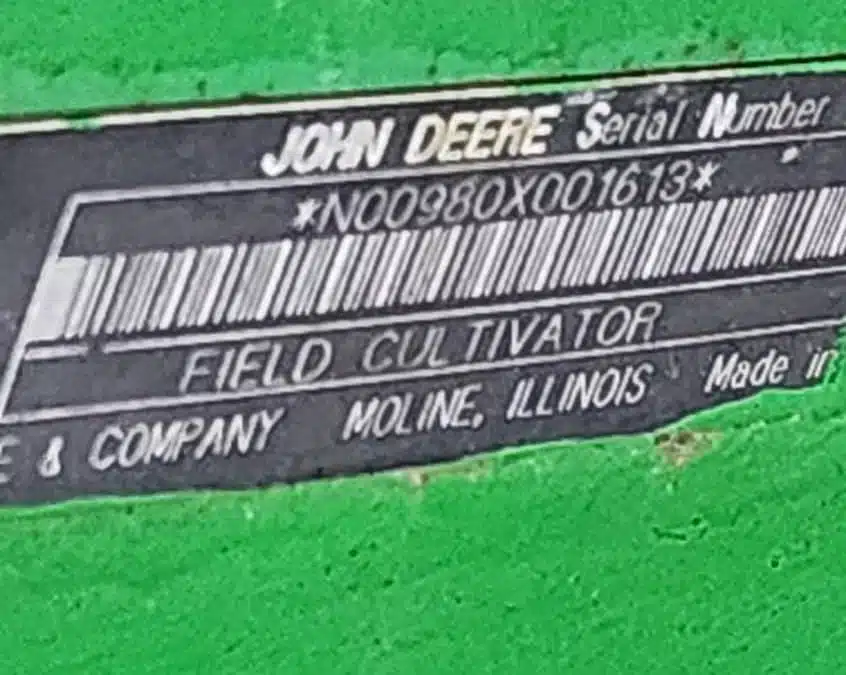 JOHN DEERE Serial Number
*N00980X001613*
FIELD CULTIVATOR
E & COMPANY MOLINE, ILLINOIS Made in